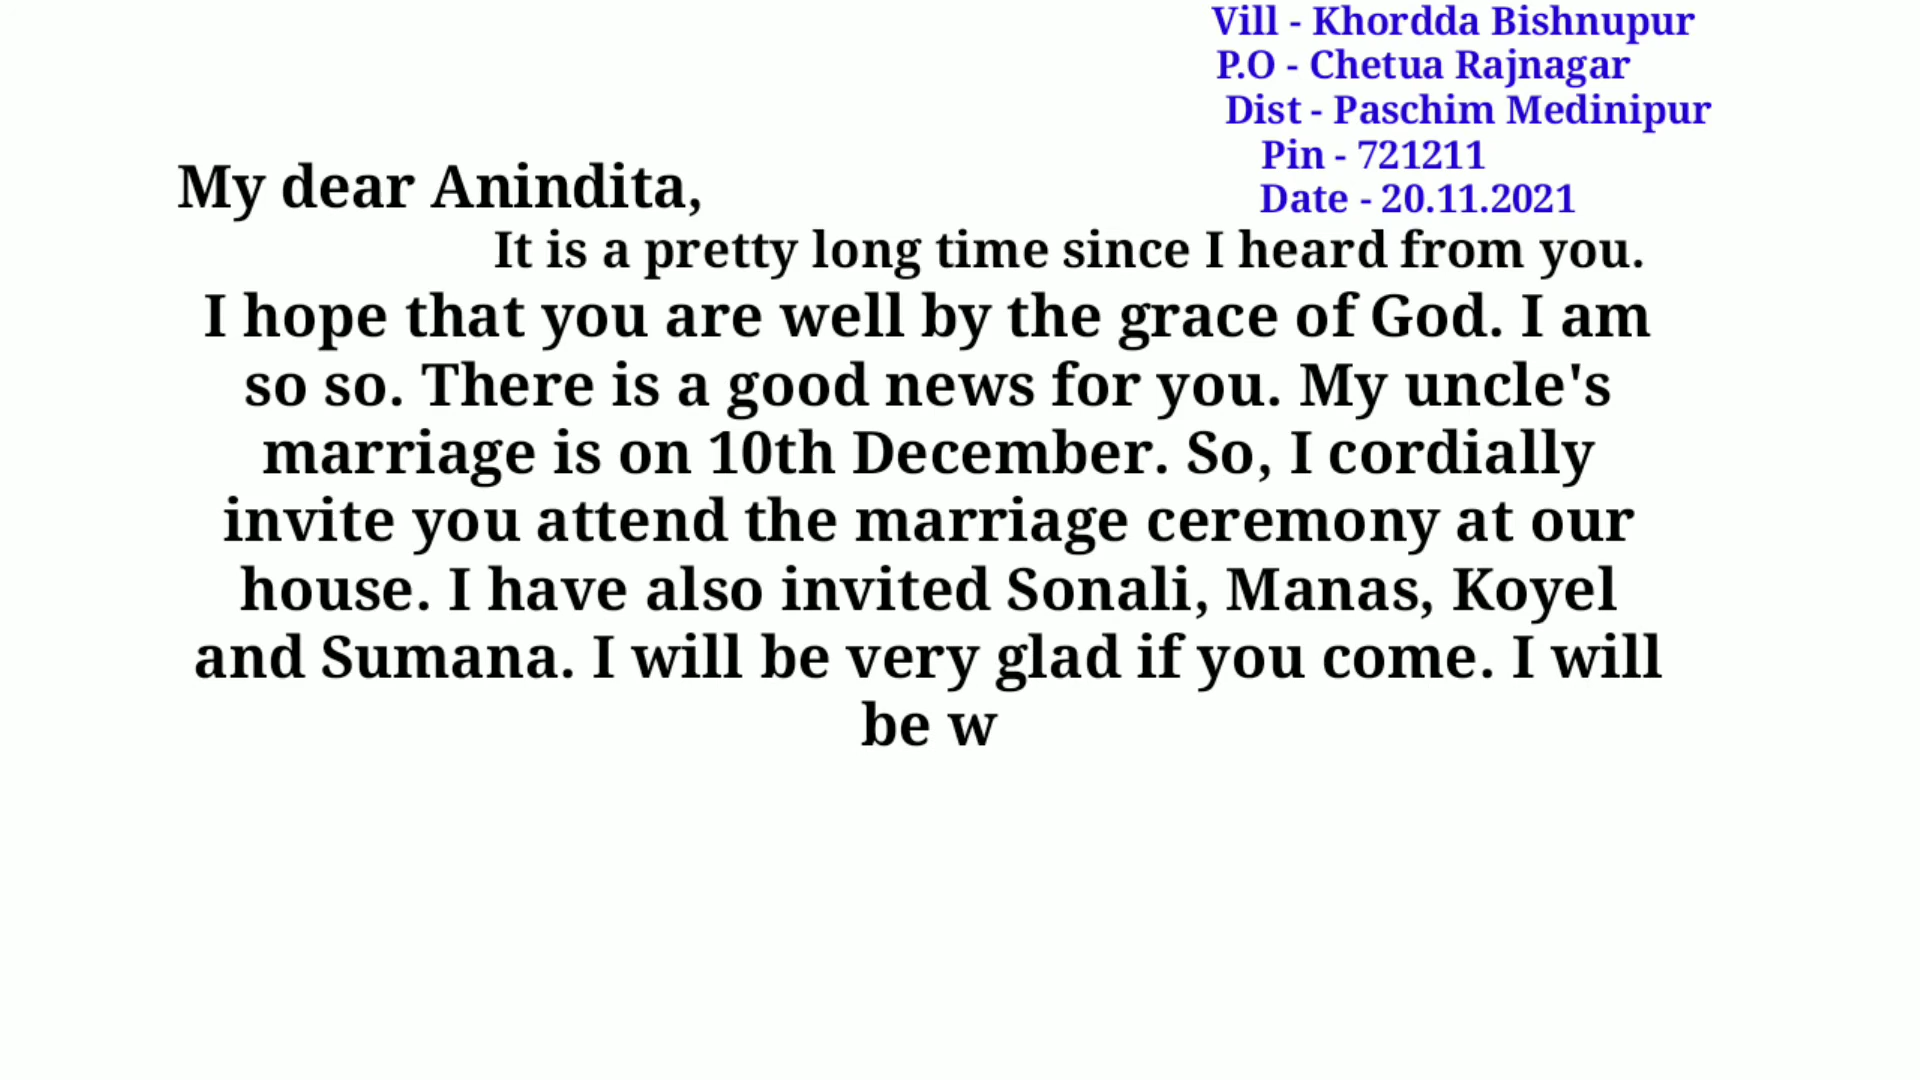 Vill - Khordda Bishnupur
P.O - Chetua Rajnagar
Dist - Paschim Medinipur
Pin - 721211
Date - 20.11.2021
My dear Anindita,
It is a pretty long time since I heard from you.
I hope that you are well by the grace of God. I am
so so. There is a good news for you. My uncle's
marriage is on 10th December. So, I cordially
invite you attend the marriage ceremony at our
house. I have also invited Sonali, Manas, Koyel
and Sumana. I will be very glad if you come. I will
be w